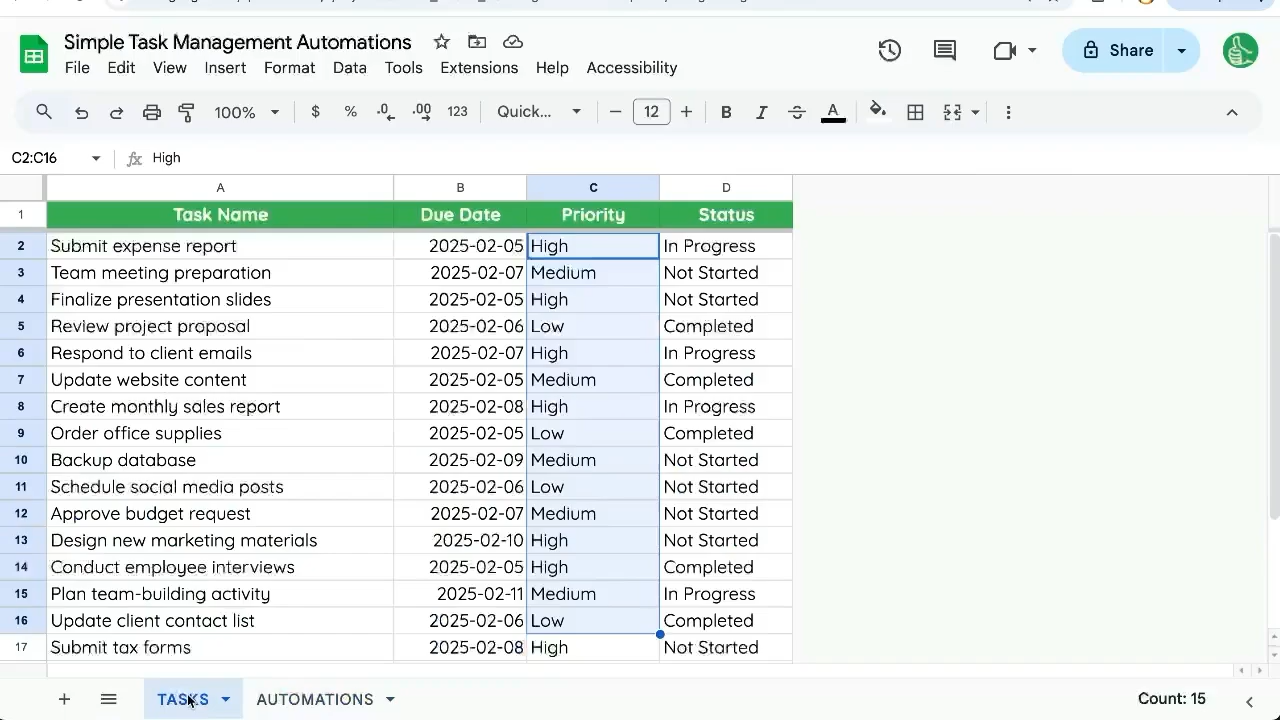 Simple Task Management Automations
File Edit View Insert Format Data Tools Extensions Help Accessibility
Share
100% $ % .0 .00 123 Quick... − 12 + B I A
C2:C16 fx High
A B C D
1 Task Name Due Date Priority Status
2 Submit expense report 2025-02-05 High In Progress
3 Team meeting preparation 2025-02-07 Medium Not Started
4 Finalize presentation slides 2025-02-05 High Not Started
5 Review project proposal 2025-02-06 Low Completed
6 Respond to client emails 2025-02-07 High In Progress
7 Update website content 2025-02-05 Medium Completed
8 Create monthly sales report 2025-02-08 High In Progress
9 Order office supplies 2025-02-05 Low Completed
10 Backup database 2025-02-09 Medium Not Started
11 Schedule social media posts 2025-02-06 Low Not Started
12 Approve budget request 2025-02-07 Medium Not Started
13 Design new marketing materials 2025-02-10 High Not Started
14 Conduct employee interviews 2025-02-05 High Completed
15 Plan team-building activity 2025-02-11 Medium In Progress
16 Update client contact list 2025-02-06 Low Completed
17 Submit tax forms 2025-02-08 High Not Started
TASKS AUTOMATIONS Count: 15